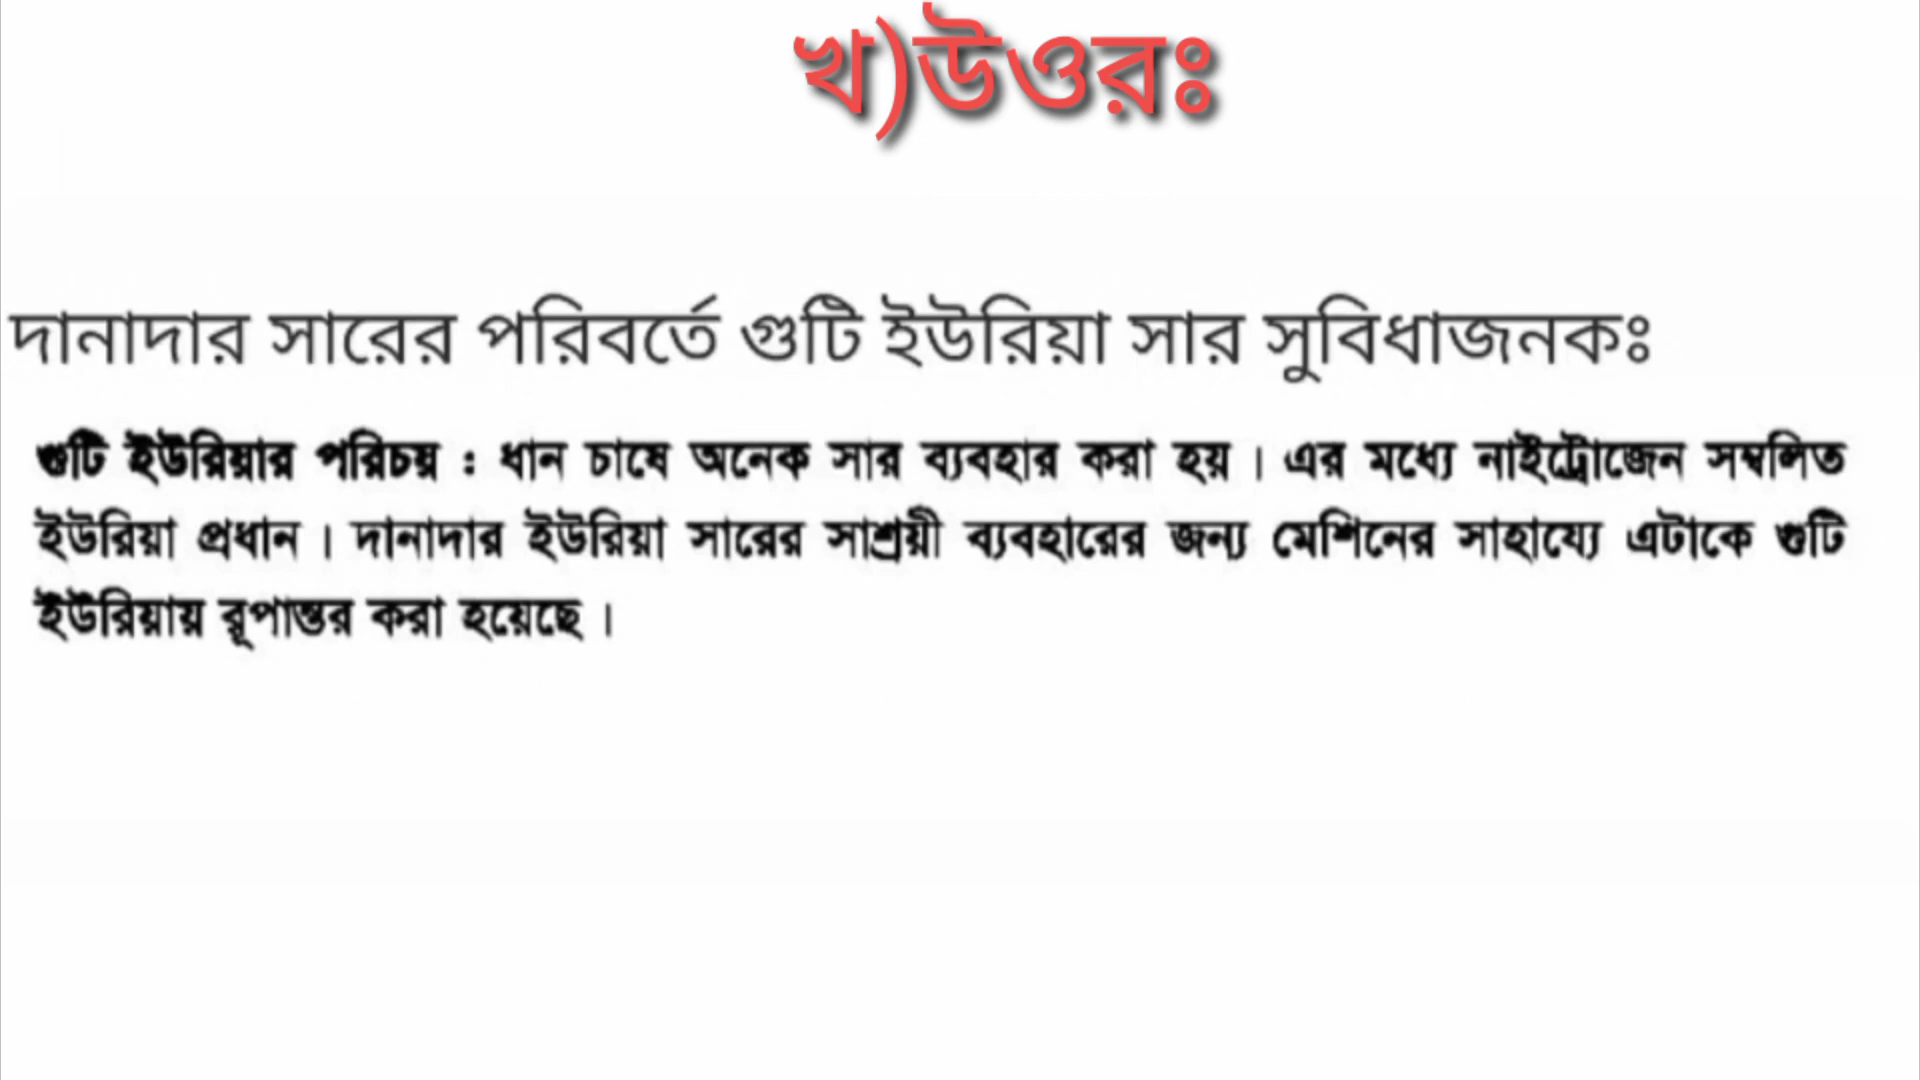 খ)উওরঃ
দানাদার সারের পরিবর্তে গুটি ইউরিয়া সার সুবিধাজনকঃ
গুটি ইউরিয়ার পরিচয় : ধান চাষে অনেক সার ব্যবহার করা হয় । এর মধ্যে নাইট্রোজেন সম্বলিত
ইউরিয়া প্রধান । দানাদার ইউরিয়া সারের সাশ্রয়ী ব্যবহারের জন্য মেশিনের সাহায্যে এটাকে গুটি
ইউরিয়ায় রূপান্তর করা হয়েছে ।